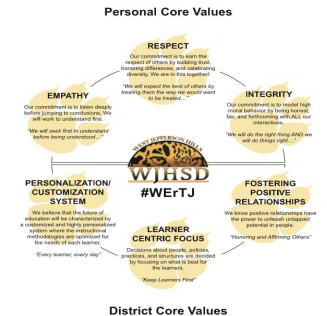 Personal Core Values
RESPECT
Our commitment is to earn the
respect of others by building trust,
honoring differences, and celebrating
diversity. We are in this together!
"We will expect the best of others by
treating them the way we would want
to be treated…"
EMPATHY
Our commitment is to listen deeply
before jumping to conclusions, We
will work to understand first.
"We will seek first to understand
before being understood…"
INTEGRITY
Our commitment is to model high
moral behavior by being honest,
fair, and forthcoming with ALL our
interactions.
"We will do the right thing AND we
will do things right…"
WEST JEFFERSON HILLS
WJHSD
#WErTJ
PERSONALIZATION/
CUSTOMIZATION
SYSTEM
We believe that the future of
education will be characterized by
a customized and highly personalized
system where the instructional
methodologies are optimized for
the needs of each learner.
"Every learner, every day"
FOSTERING
POSITIVE
RELATIONSHIPS
We know positive relationships have
the power to unleash untapped
potential in people.
"Honoring and Affirming Others"
LEARNER
CENTRIC FOCUS
Decisions about people, policies,
practices, and structures are decided
by focusing on what is best for
the learners.
"Keep Learners First"
District Core Values